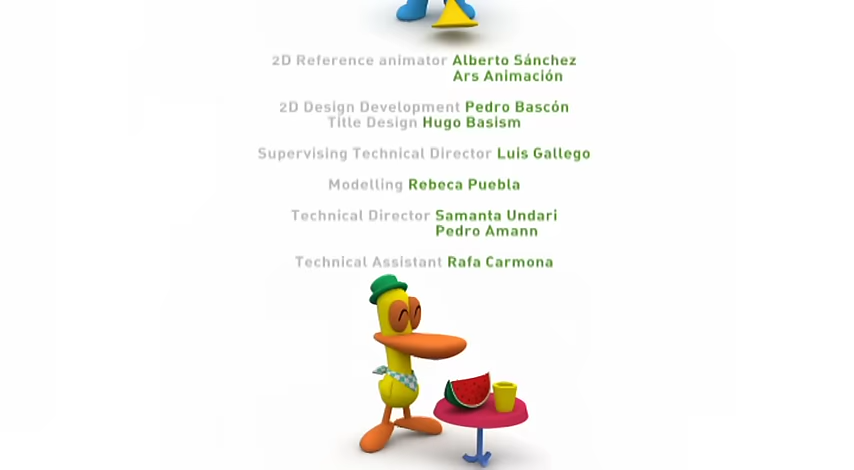 2D Reference animator Alberto Sánchez
Ars Animación
2D Design Development Pedro Bascón
Title Design Hugo Basism
Supervising Technical Director Luis Gallego
Modelling Rebeca Puebla
Technical Director Samanta Undari
Pedro Amann
Technical Assistant Rafa Carmona